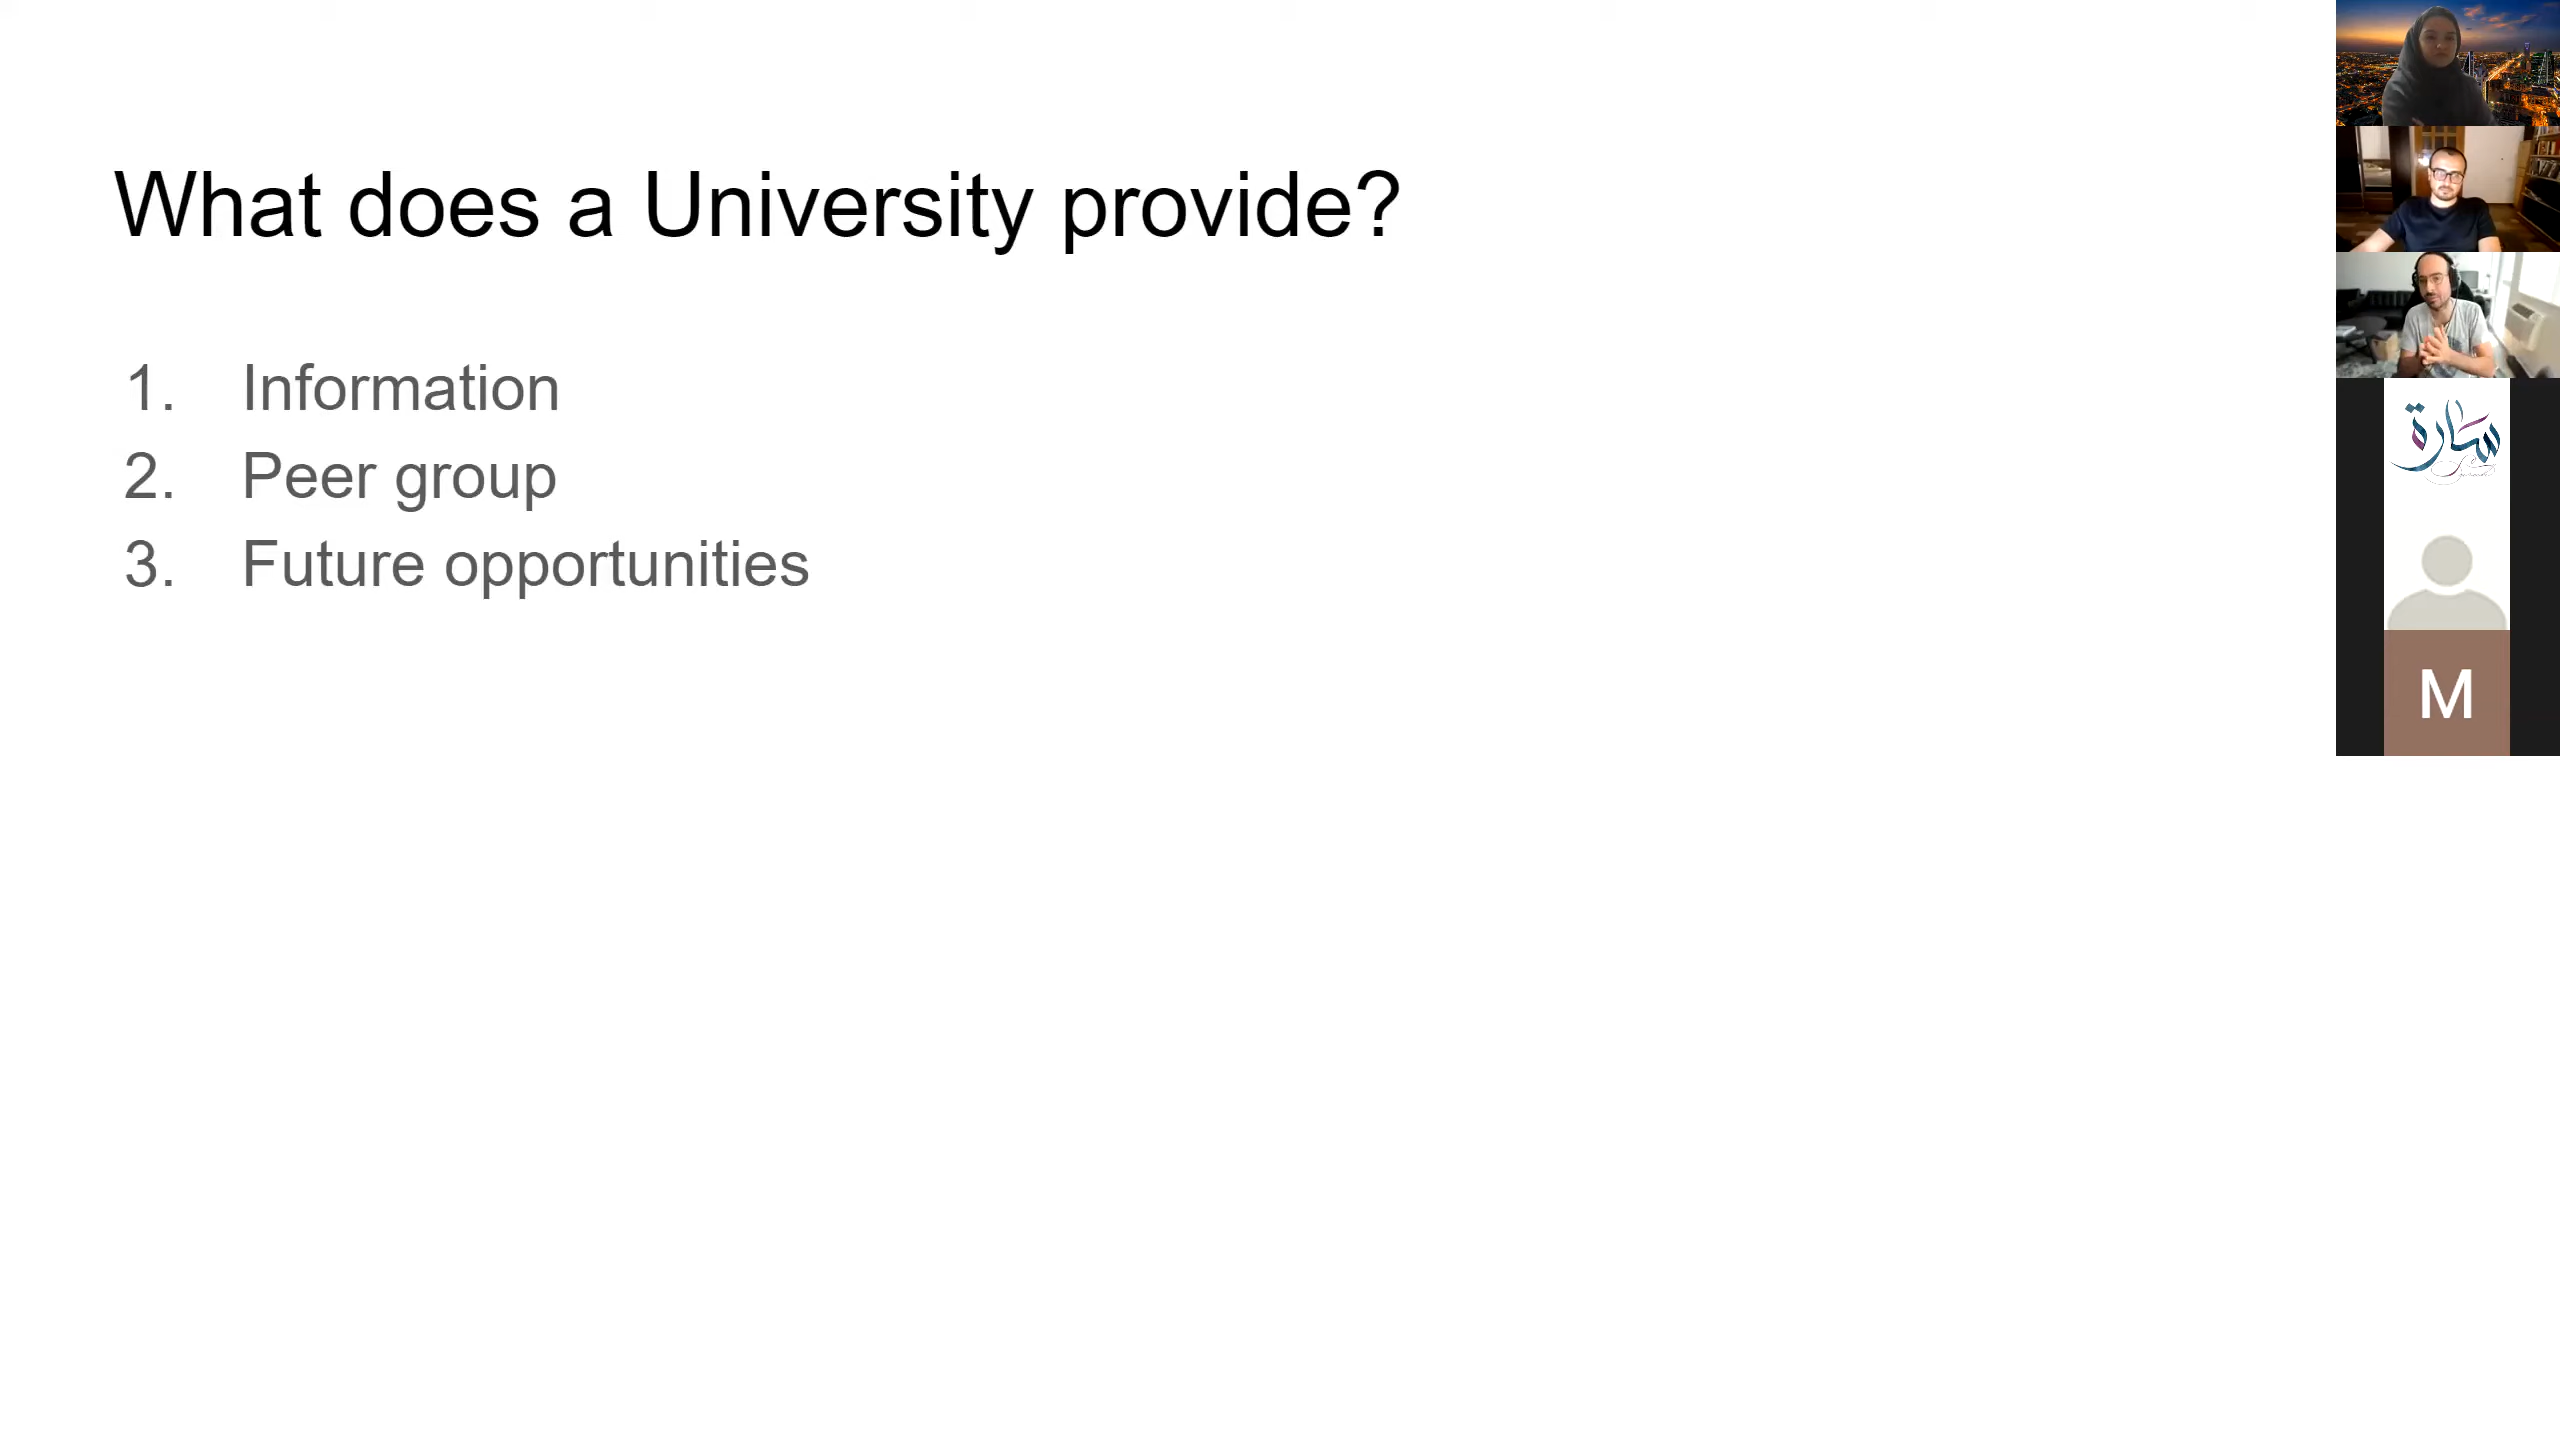 What does a University provide?
1. Information
2. Peer group
3. Future opportunities
سارة
M